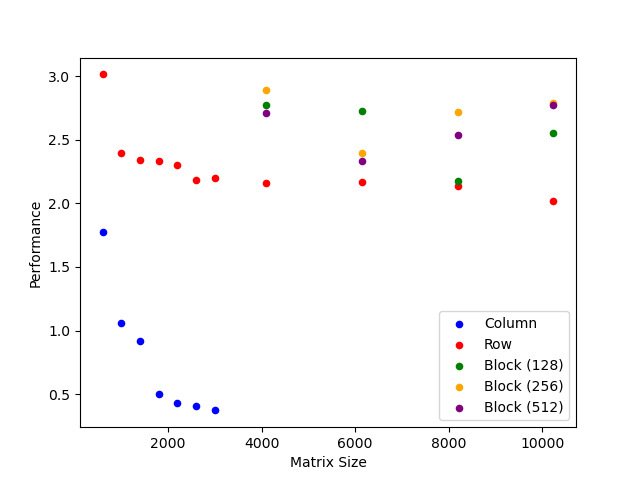 3.0
2.5
2.0
1.5
1.0
0.5
Performance
2000
4000
6000
8000
10000
Matrix Size
Column
Row
Block (128)
Block (256)
Block (512)